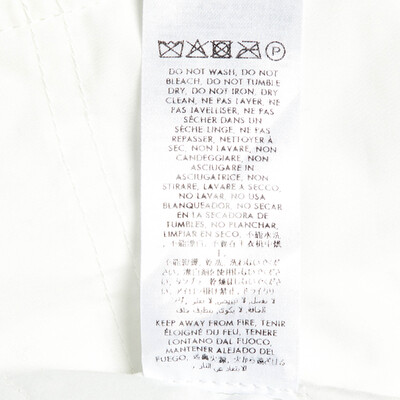 DO NOT WASH, DO NOT
BLEACH, DO NOT TUMBLE
DRY, DO NOT IRON, DRY
CLEAN, NE PAS LAVER, NE
PAS JAVELLISER, NE PAS
SÉCHER DANS UN
SÈCHE LINGE, NE PAS
REPASSER, NETTOYER À
SEC, NON LAVARE, NON
CANDEGGIARE, NON
ASCIUGARE IN
ASCIUGATRICE, NON
STIRARE, LAVARE A SECCO,
NO LAVAR, NO USA
BLANQUEADOR, NO SECAR
EN LA SECADORA DE
TUMBLES, NO PLANCHAR,
LIMPIAR EN SECO, 不能水洗,
KEEP AWAY FROM FIRE, TENIR
ÉLOIGNÉ DU FEU, TENERE
LONTANO DAL FUOCO,
MANTENER ALEJADO DEL
FUEGO,